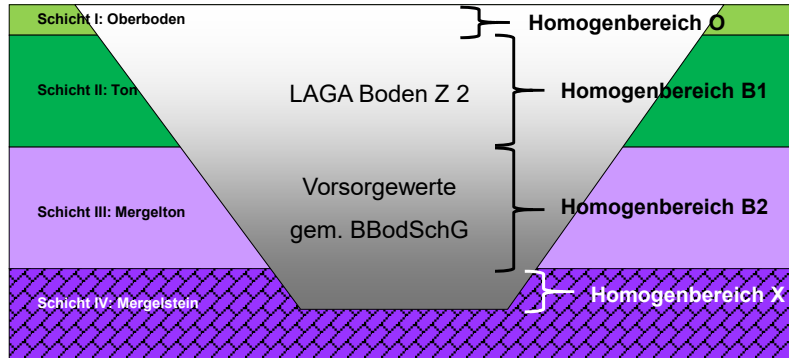 Schicht I: Oberboden
Homogenbereich O
Schicht II: Ton
LAGA Boden Z 2
Homogenbereich B1
Vorsorgewerte
gem. BBodSchG
Schicht III: Mergelton
Homogenbereich B2
Schicht IV: Mergelstein
Homogenbereich X